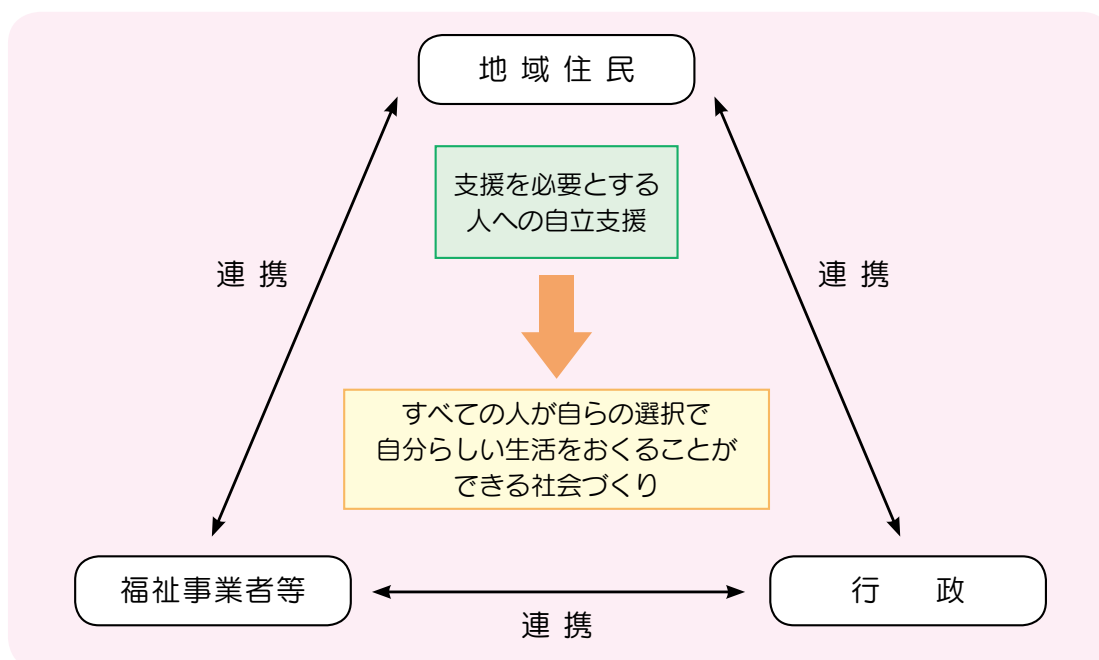 地域住民
支援を必要とする
人への自立支援
連携
連携
すべての人が自らの選択で
自分らしい生活をおくることが
できる社会づくり
福祉事業者等
行政
連携